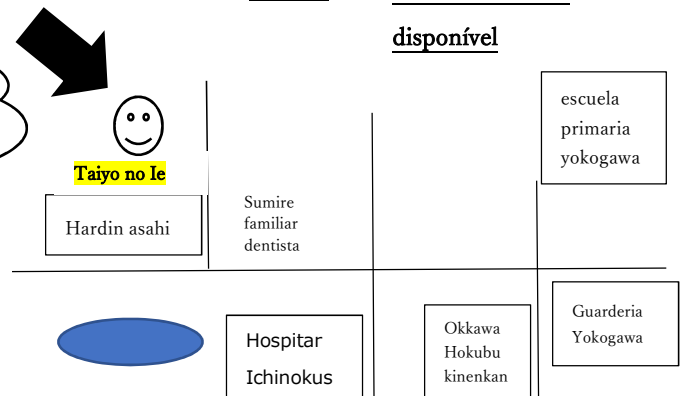 disponível
escuela
primaria
yokogawa
Taiyo no Ie
Hardin asahi
Sumire
familiar
dentista
Hospitar
Ichinokus
Okkawa
Hokubu
kinenkan
Guarderia
Yokogawa